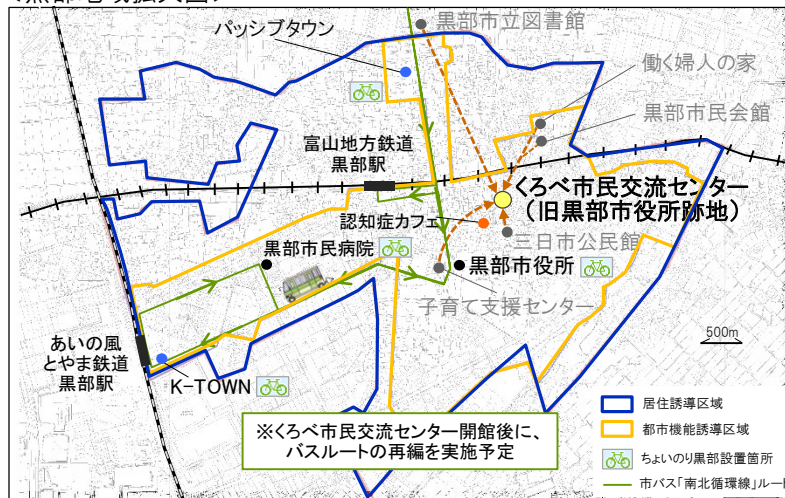 パッシブタウン
黒部市立図書館
働く婦人の家
黒部市民会館
富山地方鉄道
黒部駅
くろべ市民交流センター
(旧黒部市役所跡地)
認知症カフェ
三日市公民館
黒部市民病院
黒部市役所
子育て支援センター
あいの風
とやま鉄道
黒部駅
K-TOWN
500m
※くろべ市民交流センター開館後に、
バスルートの再編を実施予定
居住誘導区域
都市機能誘導区域
ちょいのり黒部設置箇所
市バス「南北循環線」ルー